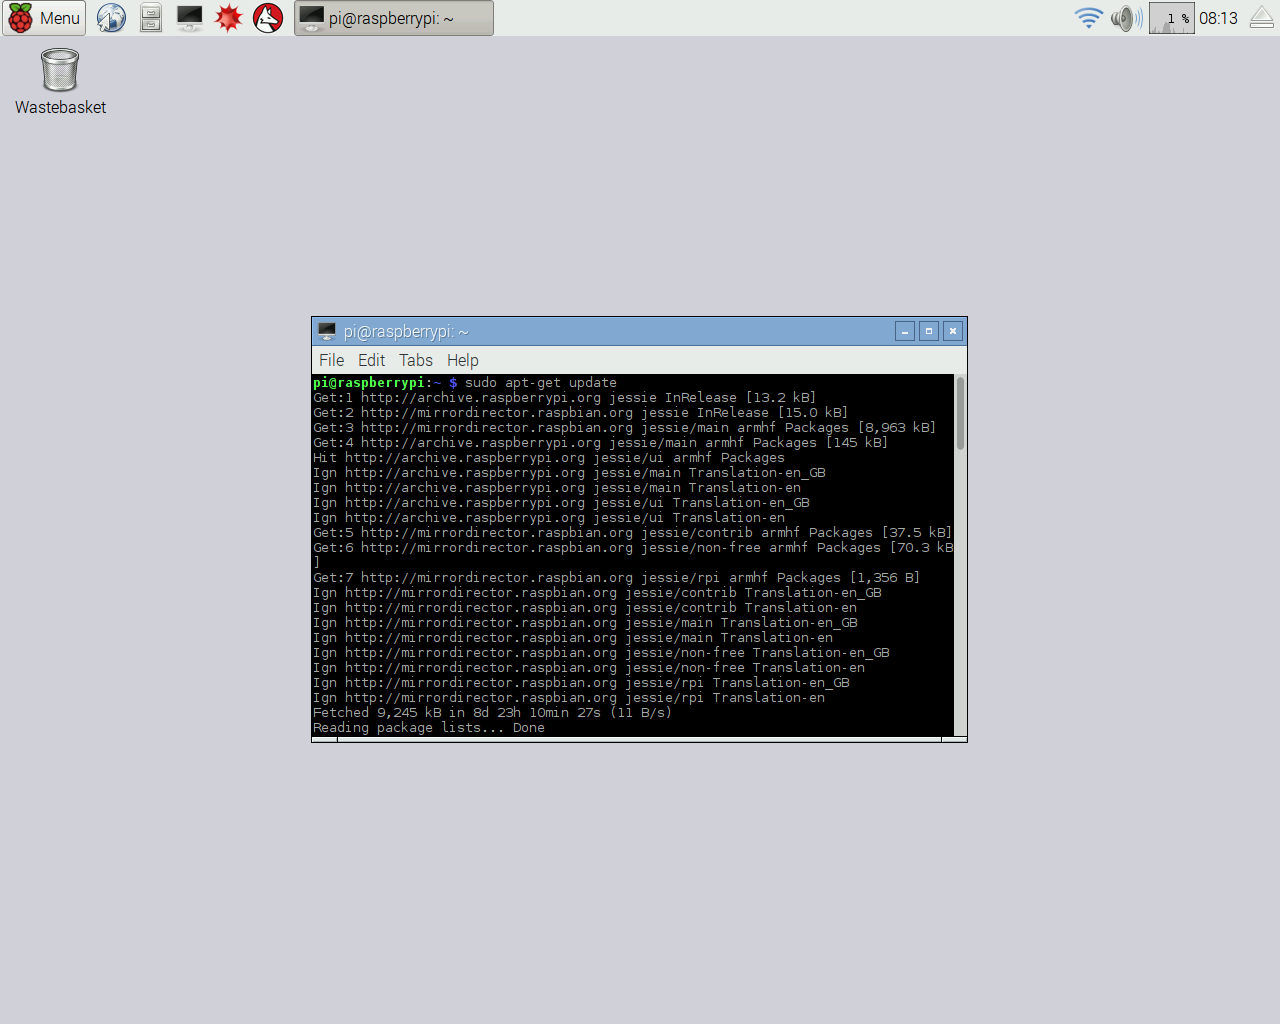 Menu
pi@raspberrypi: ~
1 %
08:13
Wastebasket
pi@raspberrypi: ~
File Edit Tabs Help
pi@raspberrypi:~ $ sudo apt-get update
Get:1 http://archive.raspberrypi.org jessie InRelease [13.2 kB]
Get:2 http://mirrordirector.raspbian.org jessie InRelease [15.0 kB]
Get:3 http://mirrordirector.raspbian.org jessie/main armhf Packages [8,963 kB]
Get:4 http://archive.raspberrypi.org jessie/main armhf Packages [145 kB]
Hit http://archive.raspberrypi.org jessie/ui armhf Packages
Ign http://archive.raspberrypi.org jessie/main Translation-en_GB
Ign http://archive.raspberrypi.org jessie/main Translation-en
Ign http://archive.raspberrypi.org jessie/ui Translation-en_GB
Ign http://archive.raspberrypi.org jessie/ui Translation-en
Get:5 http://mirrordirector.raspbian.org jessie/contrib armhf Packages [37.5 kB]
Get:6 http://mirrordirector.raspbian.org jessie/non-free armhf Packages [70.3 kB
]
Get:7 http://mirrordirector.raspbian.org jessie/rpi armhf Packages [1,356 B]
Ign http://mirrordirector.raspbian.org jessie/contrib Translation-en_GB
Ign http://mirrordirector.raspbian.org jessie/contrib Translation-en
Ign http://mirrordirector.raspbian.org jessie/main Translation-en_GB
Ign http://mirrordirector.raspbian.org jessie/main Translation-en
Ign http://mirrordirector.raspbian.org jessie/non-free Translation-en_GB
Ign http://mirrordirector.raspbian.org jessie/non-free Translation-en
Ign http://mirrordirector.raspbian.org jessie/rpi Translation-en_GB
Ign http://mirrordirector.raspbian.org jessie/rpi Translation-en
Fetched 9,245 kB in 8d 23h 10min 27s (11 B/s)
Reading package lists... Done